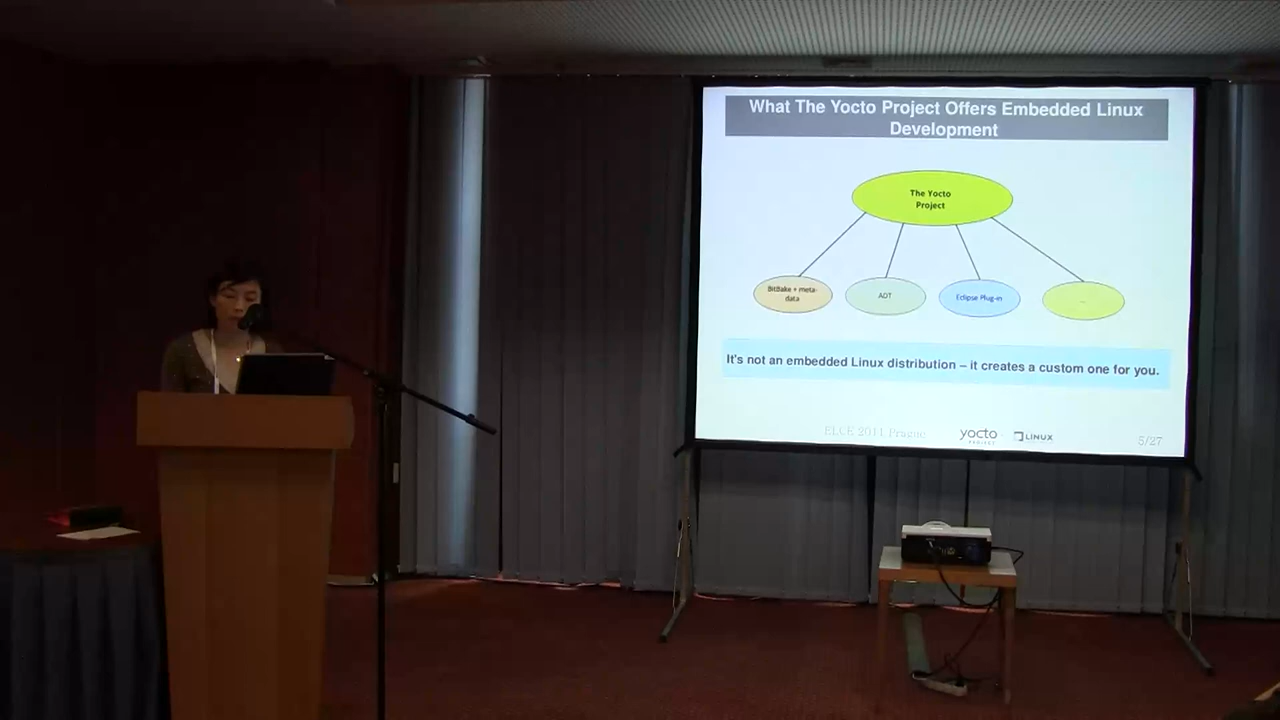 What The Yocto Project Offers Embedded Linux
Development
The Yocto
Project
BitBake + meta-
data
ADT
Eclipse Plug-in
...
It's not an embedded Linux distribution – it creates a custom one for you.
ELCE 2011 Prague
yocto
PROJECT
LINUX
5/27